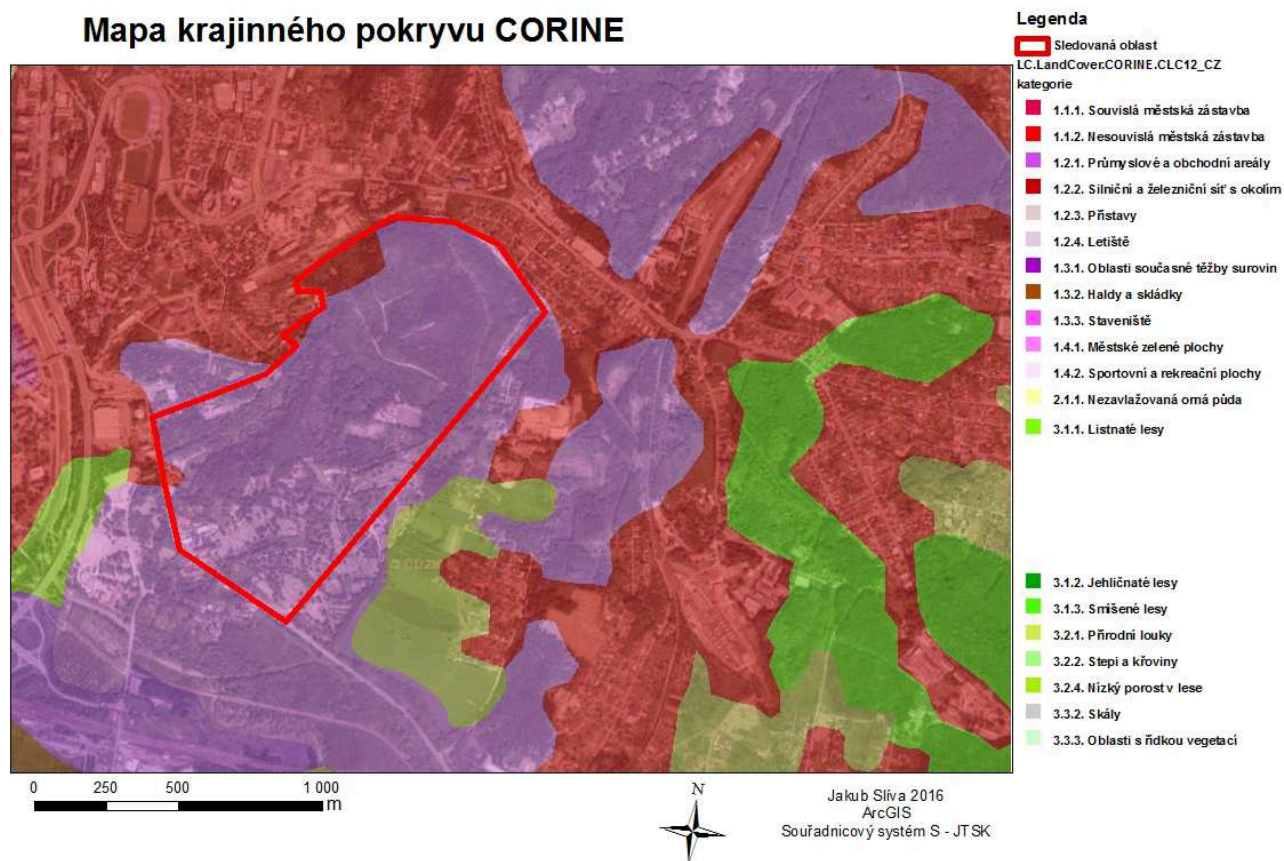 Mapa krajinného pokryvu CORINE
Legenda
Sledovaná oblast
LC.LandCover.CORINE.CLC12_CZ
kategorie
1.1.1. Souvislá městská zástavba
1.1.2. Nesouvislá městská zástavba
1.2.1. Průmyslové a obchodní areály
1.2.2. Silniční a železniční síť s okolím
1.2.3. Přístavy
1.2.4. Letiště
1.3.1. Oblasti současné těžby surovin
1.3.2. Haldy a skládky
1.3.3. Staveniště
1.4.1. Městské zelené plochy
1.4.2. Sportovní a rekreační plochy
2.1.1. Nezavlažovaná orná půda
3.1.1. Listnaté lesy
3.1.2. Jehličnaté lesy
3.1.3. Smíšené lesy
3.2.1. Přírodní louky
3.2.2. Stepi a křoviny
3.2.4. Nízký porost v lese
3.3.2. Skály
3.3.3. Oblasti s řídkou vegetací
0 250 500 1 000
m
N
Jakub Slíva 2016
ArcGIS
Souřadnicový systém S - JTSK